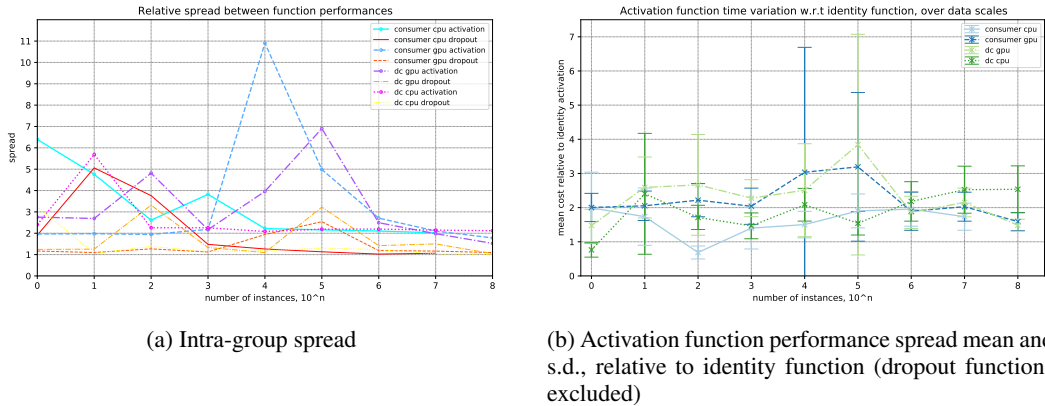 Relative spread between function performances
consumer cpu activation
consumer cpu dropout
consumer gpu activation
consumer gpu dropout
dc gpu activation
dc gpu dropout
dc cpu activation
dc cpu dropout
11
10
9
8
7
6
5
4
3
2
1
0
spread
0 1 2 3 4 5 6 7 8
number of instances, 10^n
(a) Intra-group spread
Activation function time variation w.r.t identity function, over data scales
consumer cpu
consumer gpu
dc gpu
dc cpu
7
6
5
4
3
2
1
0
mean cost relative to identity activation
0 1 2 3 4 5 6 7 8
number of instances, 10^n
(b) Activation function performance spread mean and
s.d., relative to identity function (dropout function
excluded)